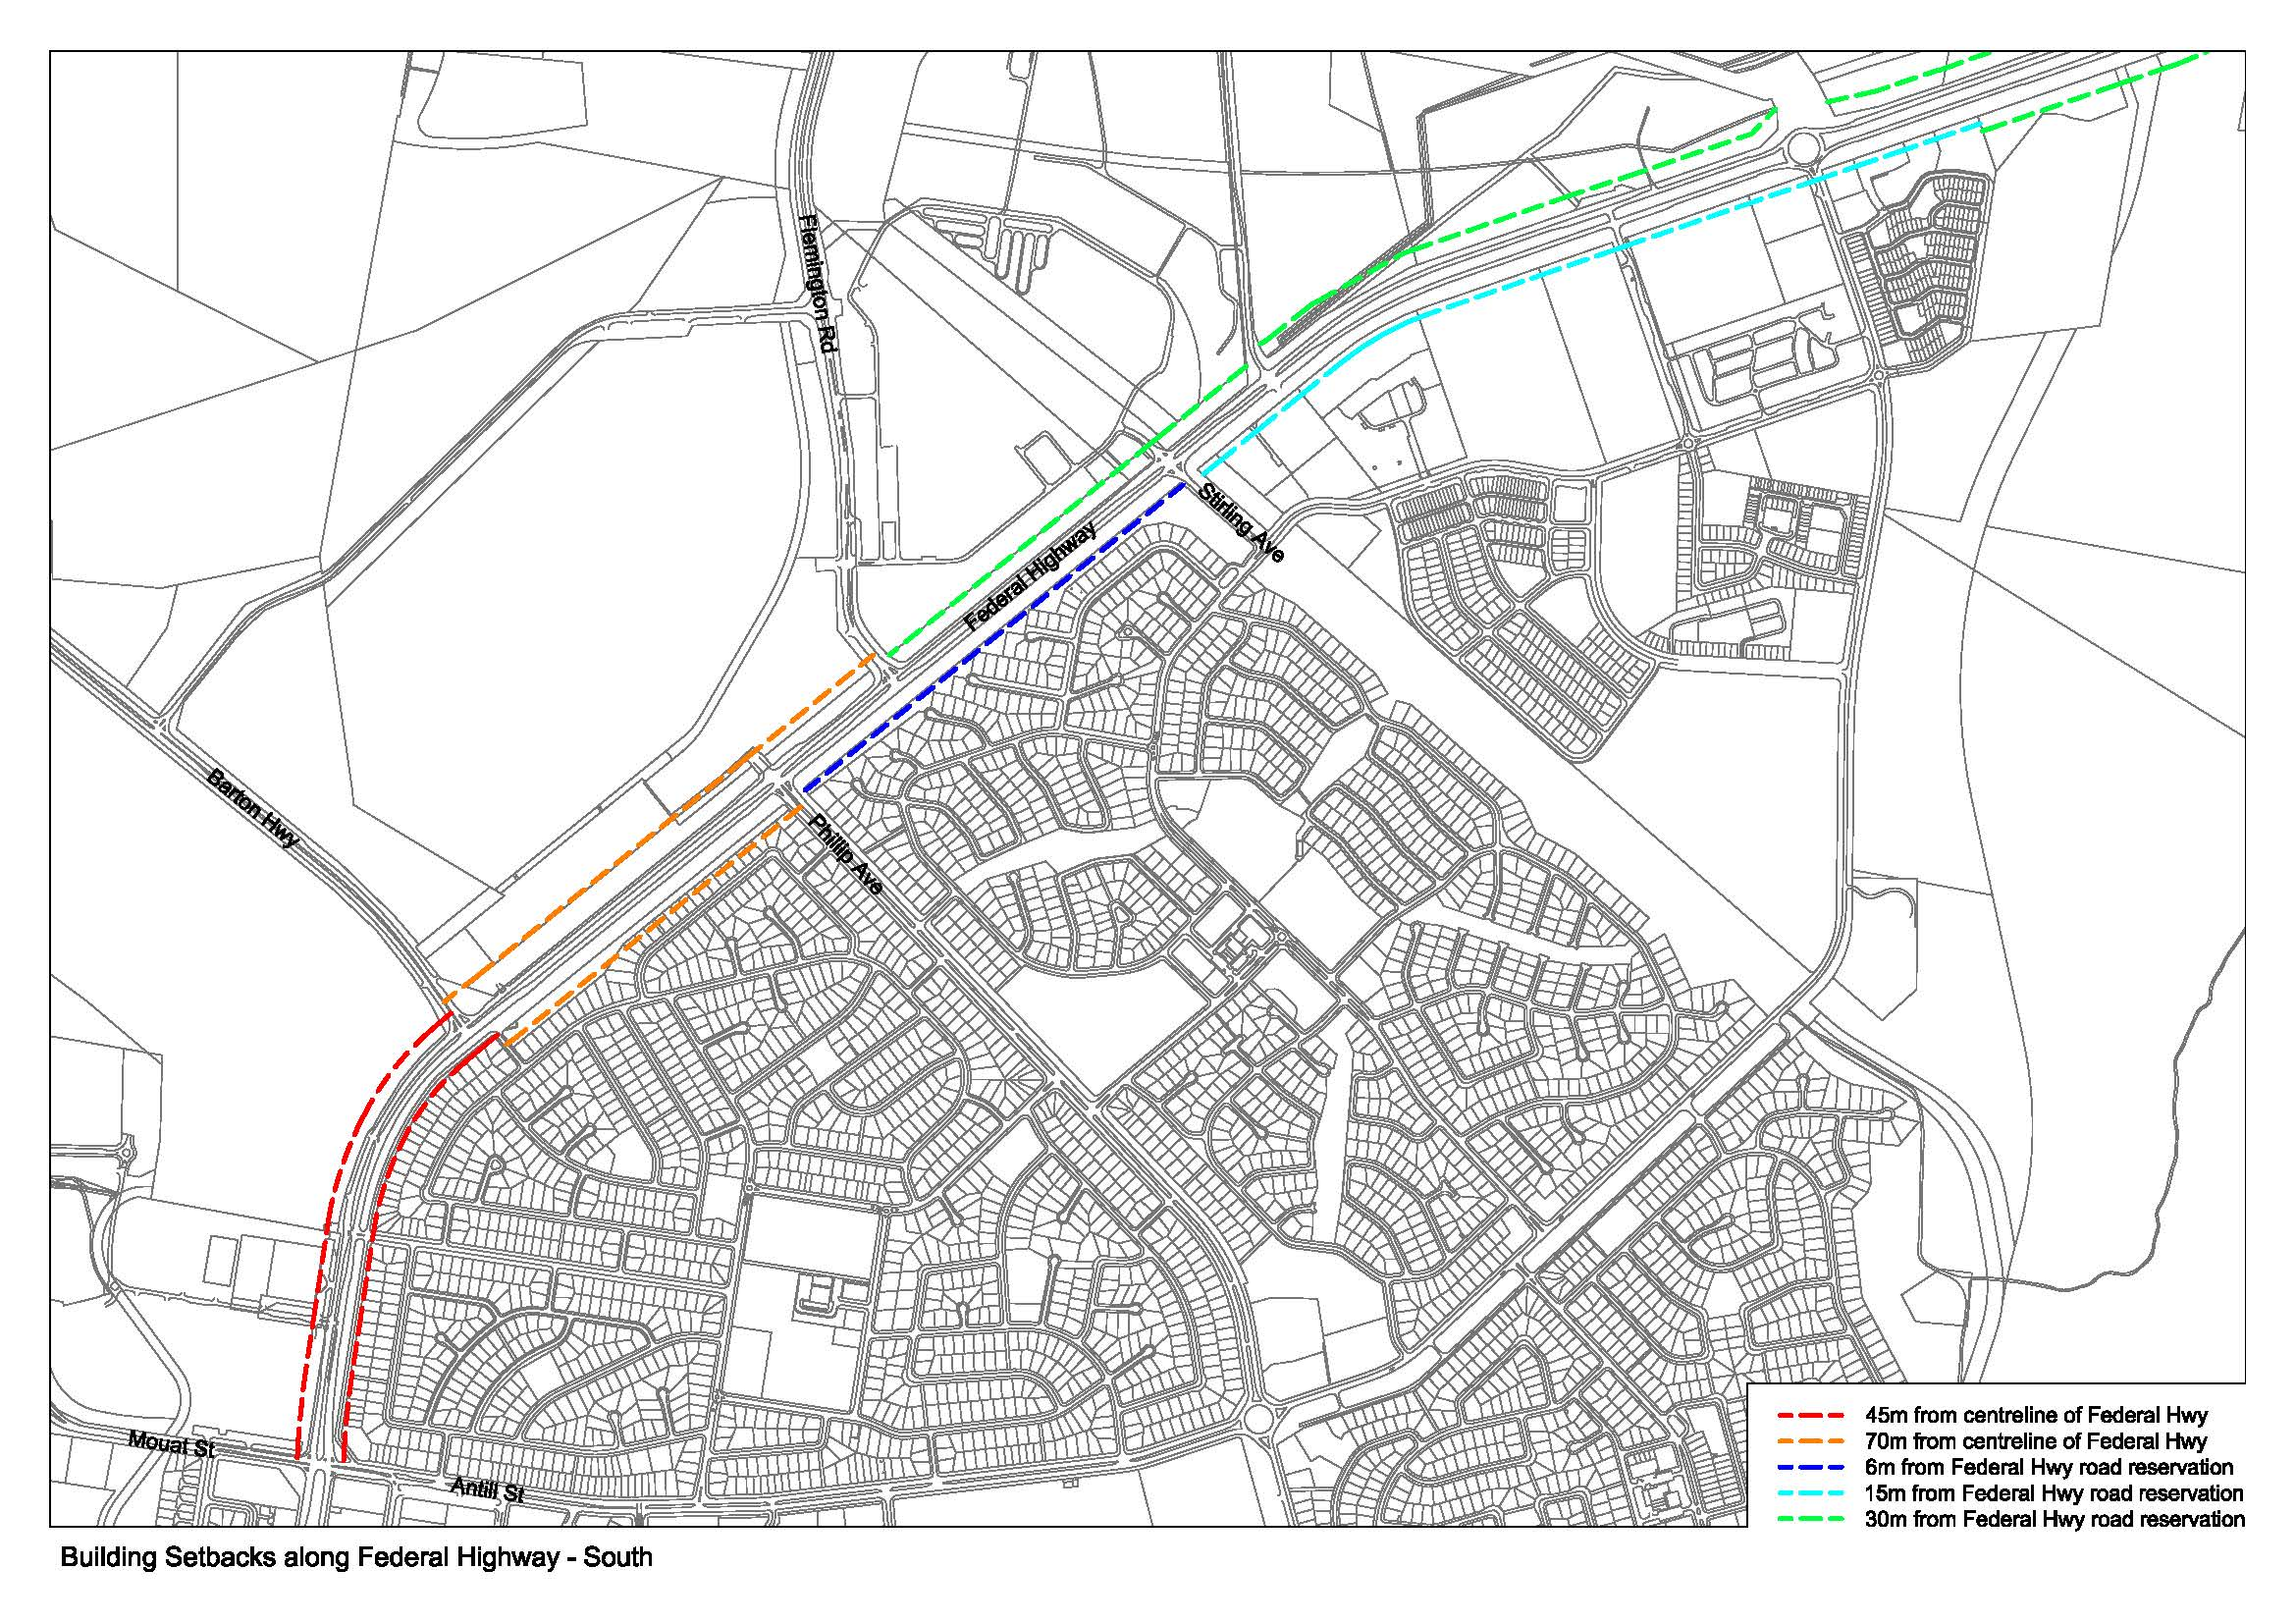 Flemington Rd
Stirling Ave
Federal Highway
Barton Hwy
Phillip Ave
Mouat St
Antill St
45m from centreline of Federal Hwy
70m from centreline of Federal Hwy
6m from Federal Hwy road reservation
15m from Federal Hwy road reservation
30m from Federal Hwy road reservation
Building Setbacks along Federal Highway - South